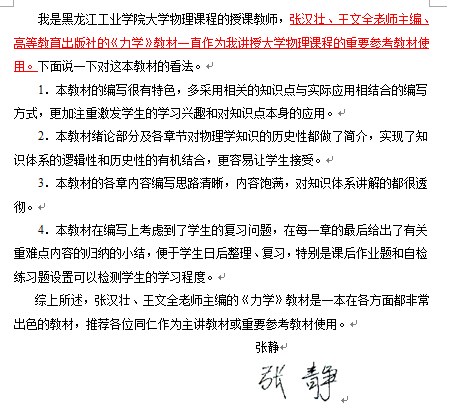 我是黑龙江工业学院大学物理课程的授课教师，张汉壮、王文全老师主编、
高等教育出版社的《力学》教材一直作为我讲授大学物理课程的重要参考教材使
用。下面说一下对这本教材的看法。
1．本教材的编写很有特色，多采用相关的知识点与实际应用相结合的编写
方式，更加注重激发学生的学习兴趣和对知识点本身的应用。
2．本教材绪论部分及各章节对物理学知识的历史性都做了简介，实现了知
识体系的逻辑性和历史性的有机结合，更容易让学生接受。
3．本教材的各章内容编写思路清晰，内容饱满，对知识体系讲解的都很透
彻。
4．本教材在编写上考虑到了学生的复习问题，在每一章的最后给出了有关
重难点内容的归纳的小结，便于学生日后整理、复习，特别是课后作业题和自检
练习题设置可以检测学生的学习程度。
综上所述，张汉壮、王文全老师主编的《力学》教材是一本在各方面都非常
出色的教材，推荐各位同仁作为主讲教材或重要参考教材使用。
张静
张静